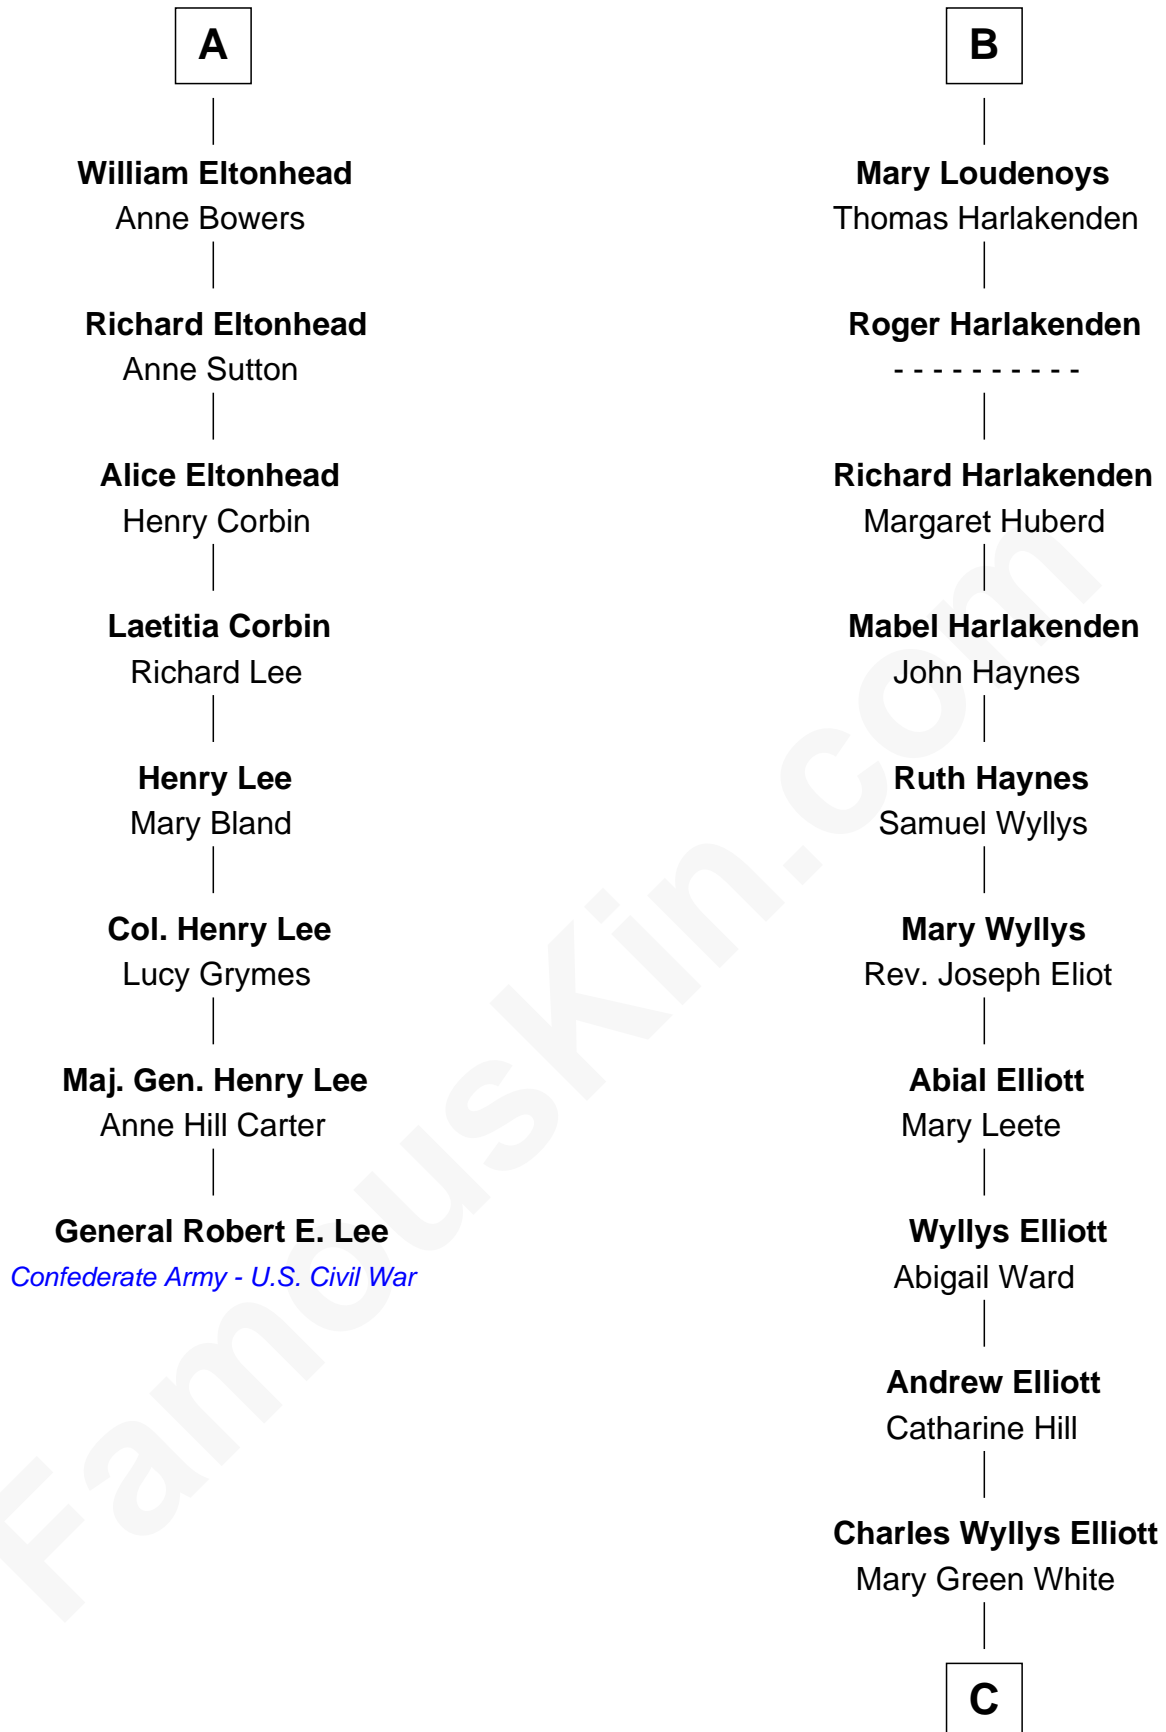 A
William Eltonhead
Anne Bowers
Richard Eltonhead
Anne Sutton
Alice Eltonhead
Henry Corbin
Laetitia Corbin
Richard Lee
Henry Lee
Mary Bland
Col. Henry Lee
Lucy Grymes
Maj. Gen. Henry Lee
Anne Hill Carter
General Robert E. Lee
Confederate Army - U.S. Civil War
B
Mary Loudenoys
Thomas Harlakenden
Roger Harlakenden
- - - - - - - - - -
Richard Harlakenden
Margaret Huberd
Mabel Harlakenden
John Haynes
Ruth Haynes
Samuel Wyllys
Mary Wyllys
Rev. Joseph Eliot
Abial Elliott
Mary Leete
Wyllys Elliott
Abigail Ward
Andrew Elliott
Catharine Hill
Charles Wyllys Elliott
Mary Green White
C
FamousKin.com